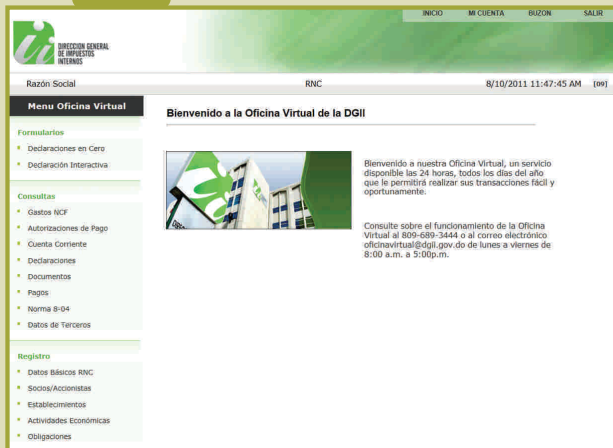 INICIO MI CUENTA BUZON SALIR
DIRECCION GENERAL
DE IMPUESTOS
INTERNOS
Razón Social RNC 8/10/2011 11:47:45 AM [09]
Menu Oficina Virtual
Formularios
Declaraciones en Cero
Declaración Interactiva
Consultas
Gastos NCF
Autorizaciones de Pago
Cuenta Corriente
Declaraciones
Documentos
Pagos
Norma 8-04
Datos de Terceros
Registro
Datos Básicos RNC
Socios/Accionistas
Establecimientos
Actividades Económicas
Obligaciones
Bienvenido a la Oficina Virtual de la DGII
Bienvenido a nuestra Oficina Virtual, un servicio
disponible las 24 horas, todos los días del año
que le permitirá realizar sus transacciones fácil y
oportunamente.
Consulte sobre el funcionamiento de la Oficina
Virtual al 809-689-3444 o al correo electrónico
oficinavirtual@dgii.gov.do de lunes a viernes de
8:00 a.m. a 5:00p.m.